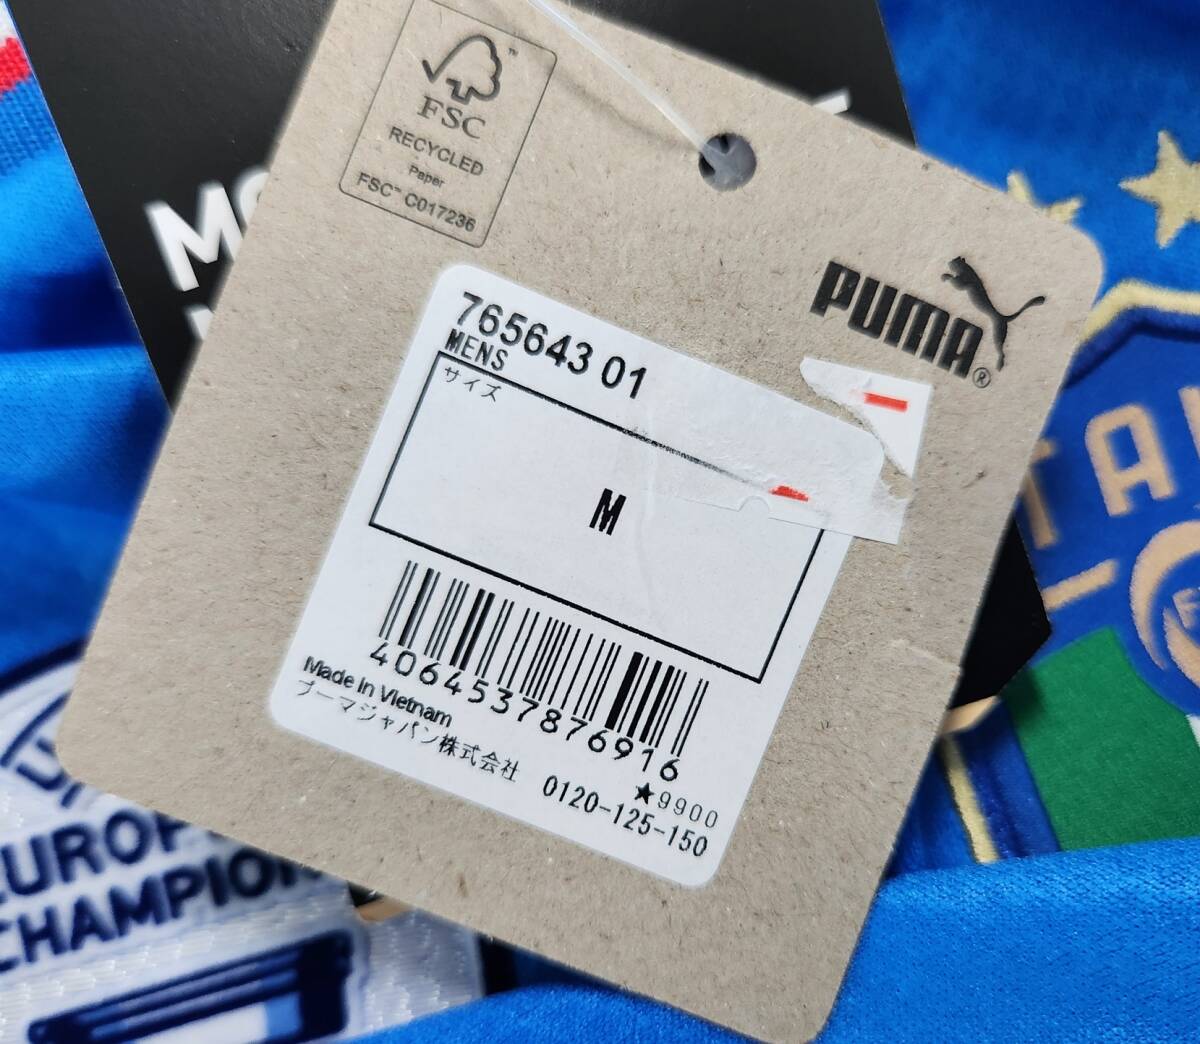 FSC™
RECYCLED
Paper
FSC™ C017236
PUMA®
765643 01
MENS
サイズ
M
4064537876916
Made in Vietnam
★9900
プーマジャパン株式会社 0120-125-150
EUROP
CHAMPION